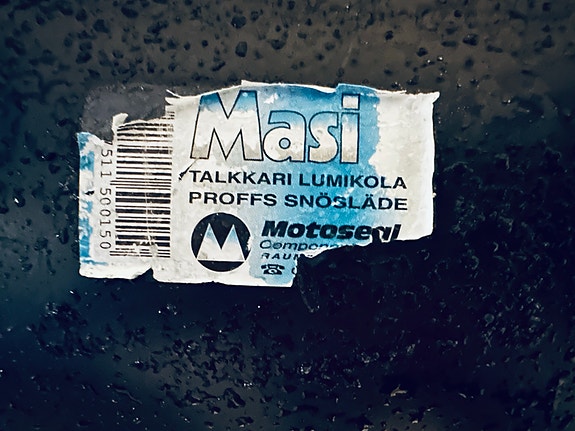 Masi
TALKKARI LUMIKOLA
PROFFS SNÖSLÄDE
Motoseal
511 500150